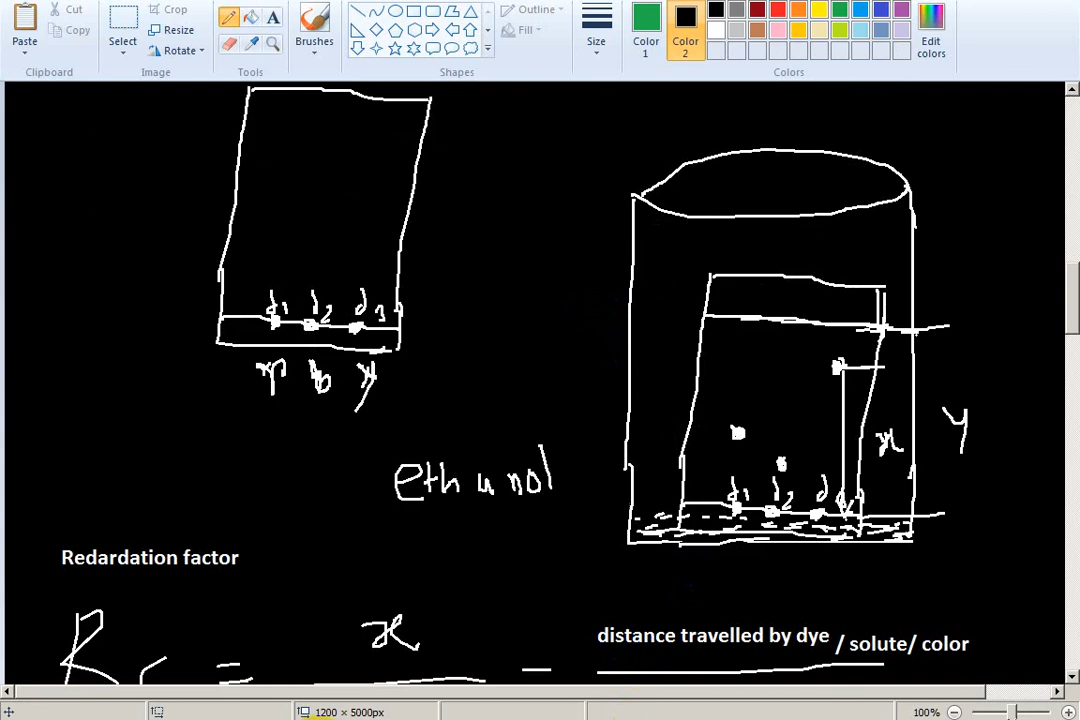 Cut
Copy
Paste
Clipboard
Select
Resize
Rotate
Image
Tools
Brushes
Outline
Fill
Shapes
Size
Color 1
Color 2
Edit colors
Colors
d1 d2 d3
r b y
d1 d2 d
x
y
ethanol
Redardation factor
x
Rf = — = distance travelled by dye / solute/ color
1200 × 5000px
100%